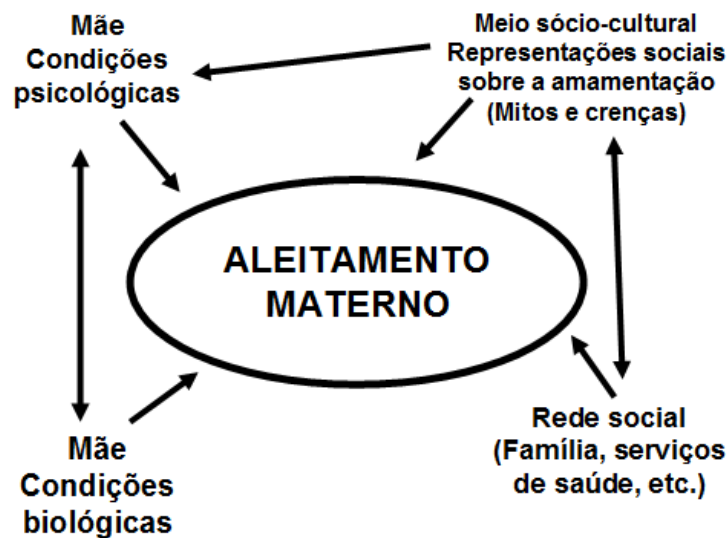 Mãe
Condições
psicológicas
Meio sócio-cultural
Representações sociais
sobre a amamentação
(Mitos e crenças)
ALEITAMENTO
MATERNO
Mãe
Condições
biológicas
Rede social
(Família, serviços
de saúde, etc.)